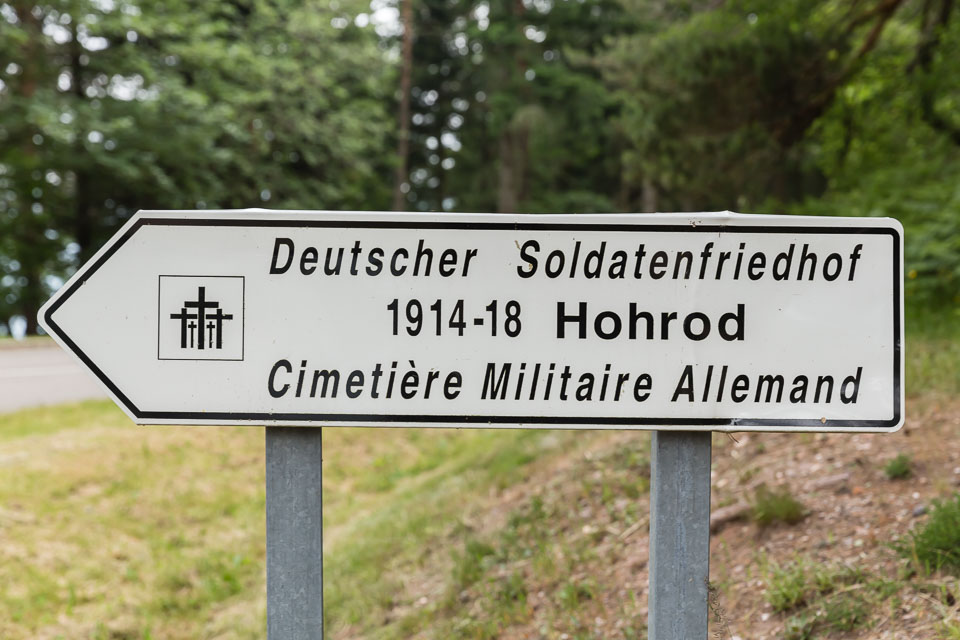 Deutscher Soldatenfriedhof
1914-18 Hohrod
Cimetière Militaire Allemand